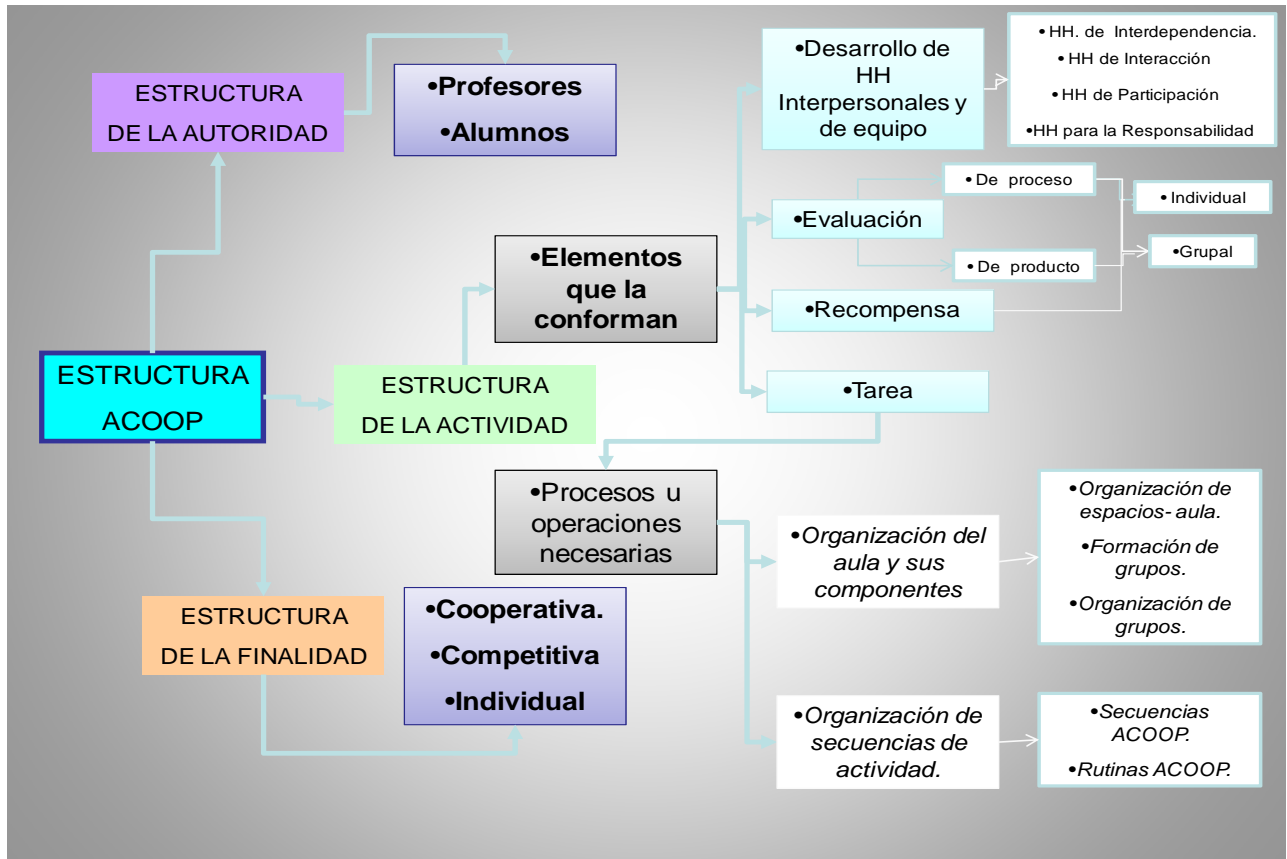 ESTRUCTURA
DE LA AUTORIDAD
•Profesores
•Alumnos
•Desarrollo de
HH
Interpersonales y
de equipo
•HH. de Interdependencia.
•HH de Interacción
•HH de Participación
•HH para la Responsabilidad
•Elementos
que la
conforman
•Evaluación
•De proceso
•De producto
•Individual
•Grupal
•Recompensa
•Tarea
ESTRUCTURA
ACOOP
ESTRUCTURA
DE LA ACTIVIDAD
•Procesos u
operaciones
necesarias
•Organización del
aula y sus
componentes
•Organización de
espacios- aula.
•Formación de
grupos.
•Organización de
grupos.
ESTRUCTURA
DE LA FINALIDAD
•Cooperativa.
•Competitiva
•Individual
•Organización de
secuencias de
actividad.
•Secuencias
ACOOP.
•Rutinas ACOOP.